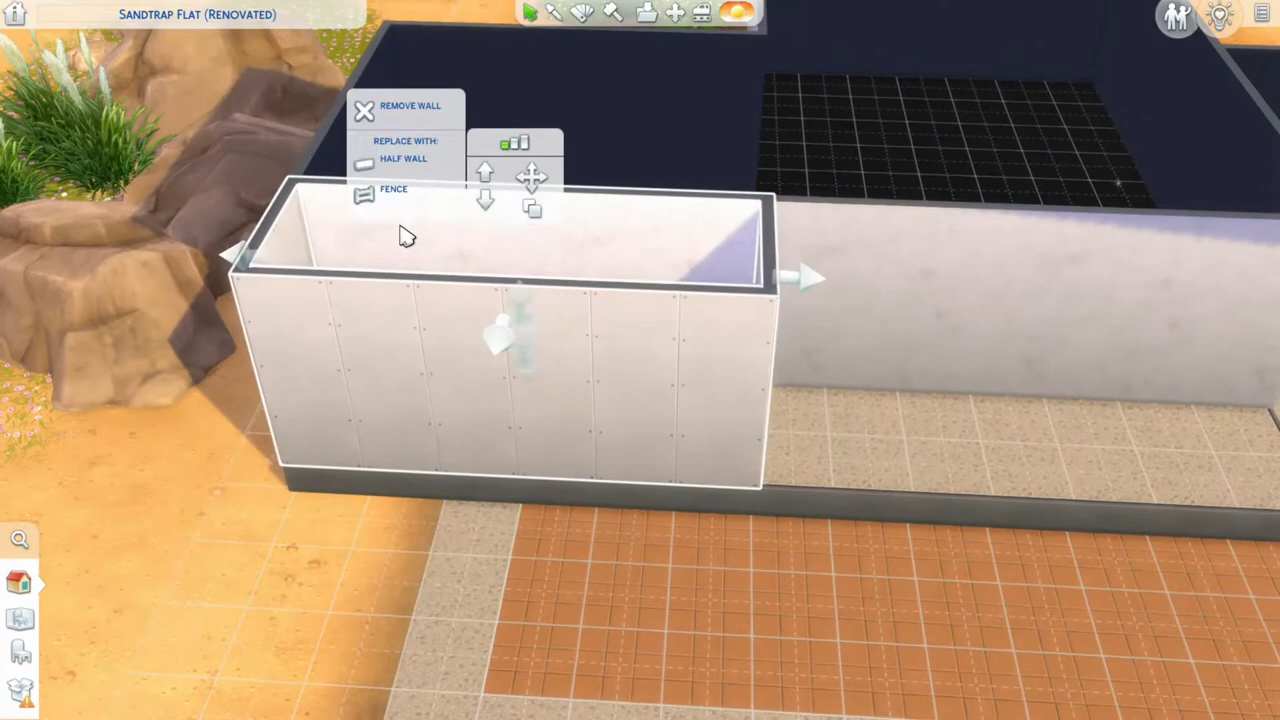 SANDTRAP FLAT (RENOVATED)
REMOVE WALL
REPLACE WITH:
HALF WALL
FENCE